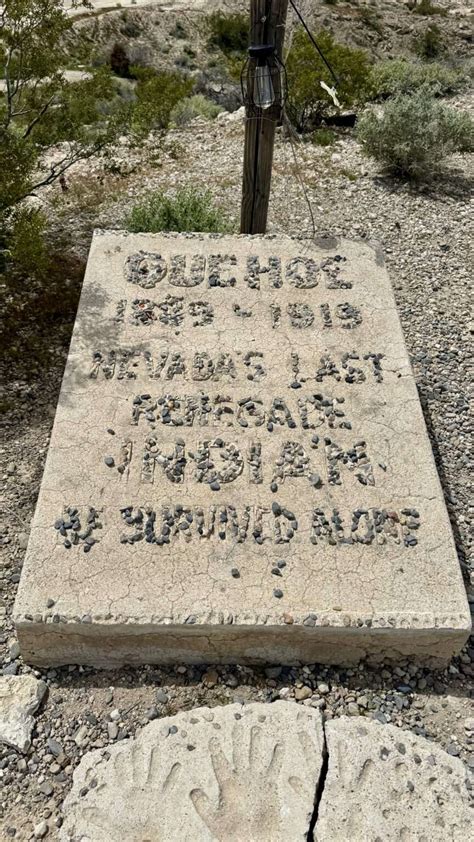 QUEHOE
1889 - 1919
NEVADA'S LAST
RENEGADE
INDIAN
HE SURVIVED ALONE